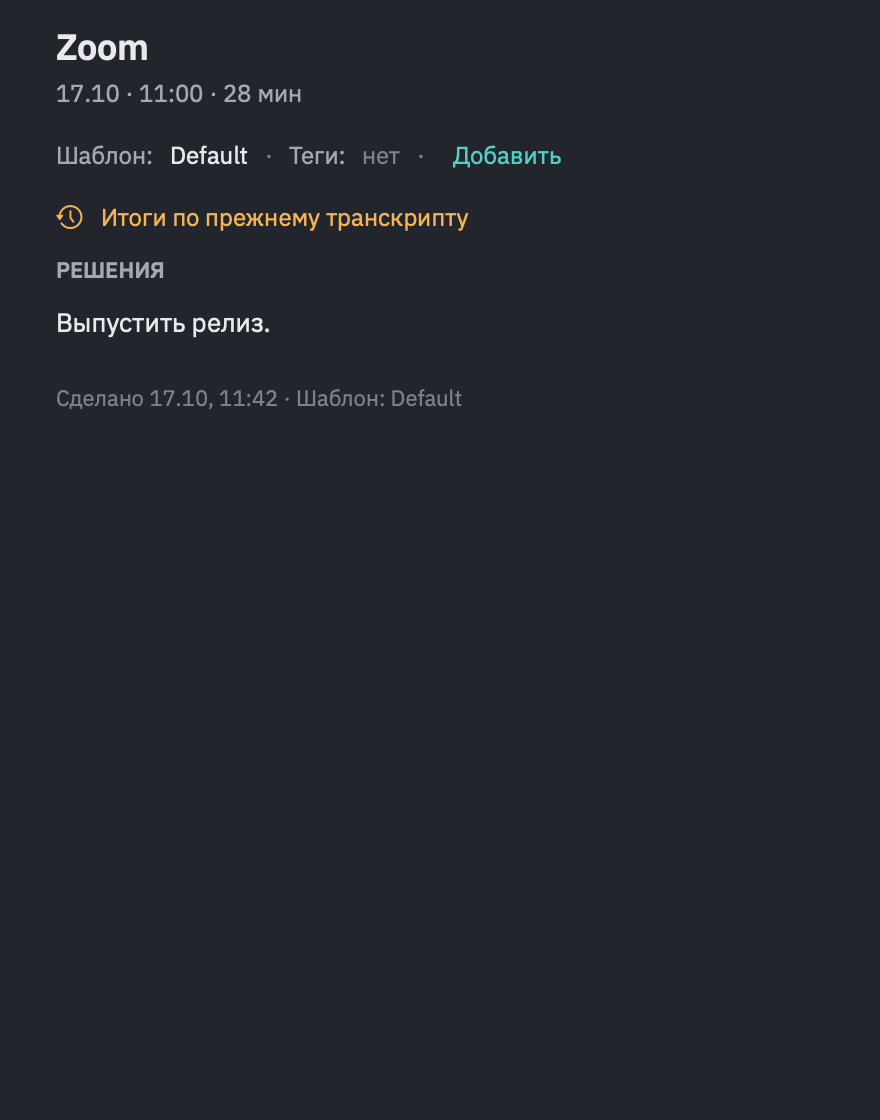 Zoom
17.10 · 11:00 · 28 мин
Шаблон: Default · Теги: нет · Добавить
Итоги по прежнему транскрипту
РЕШЕНИЯ
Выпустить релиз.
Сделано 17.10, 11:42 · Шаблон: Default